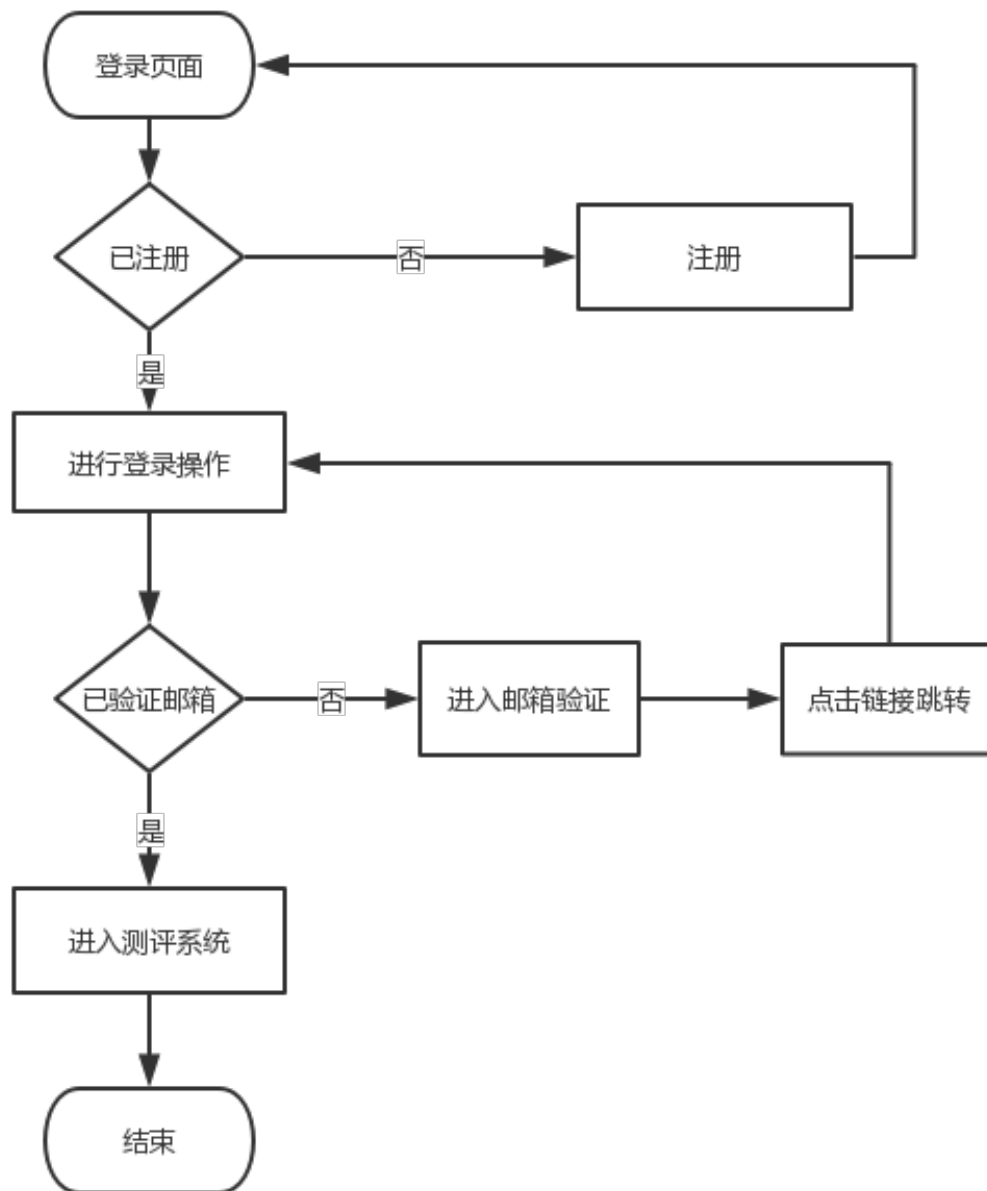 登录页面
已注册
否
注册
是
进行登录操作
已验证邮箱
否
进入邮箱验证
点击链接跳转
是
进入测评系统
结束